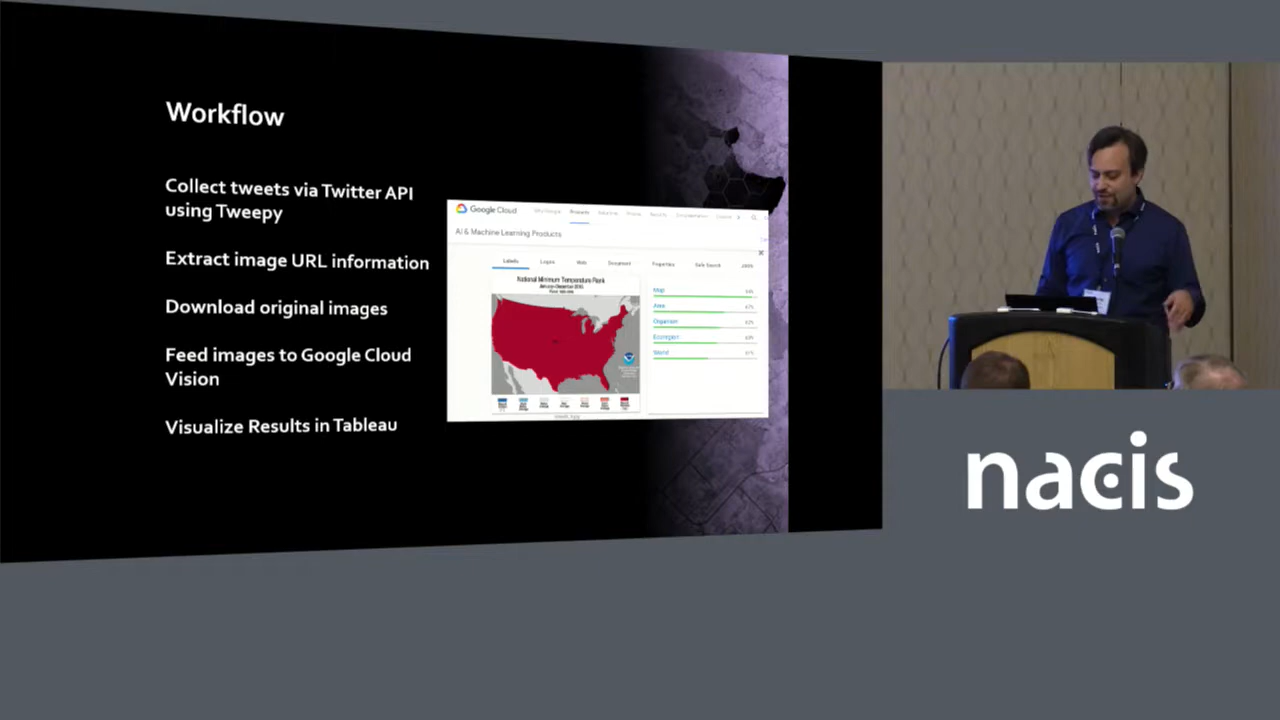 Workflow
Collect tweets via Twitter API
using Tweepy
Extract image URL information
Download original images
Feed images to Google Cloud
Vision
Visualize Results in Tableau
Google Cloud
Products
AI & Machine Learning Products
Labels
Logos
Web
Document
Properties
Safe Search
JSON
National Minimum Temperature Rank
Map
Area
Organism
Ecoregion
World
nacis